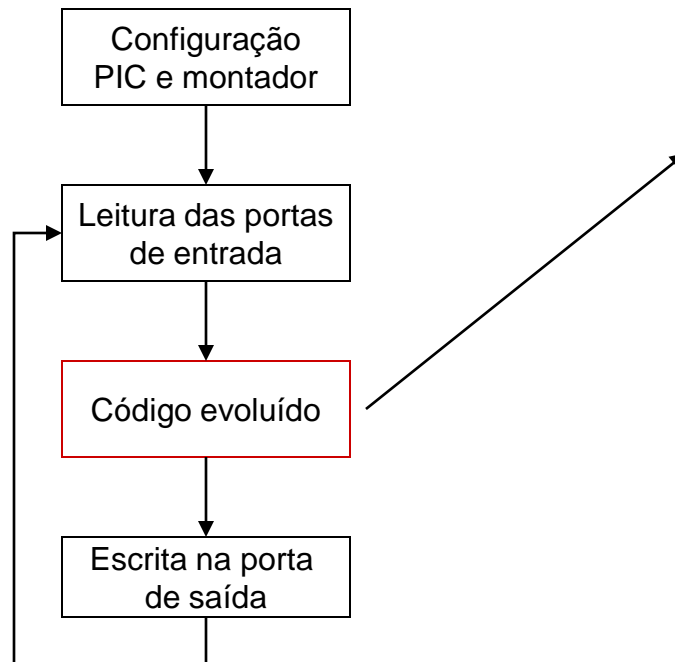 Configuração
PIC e montador
Leitura das portas
de entrada
Código evoluído
Escrita na porta
de saída